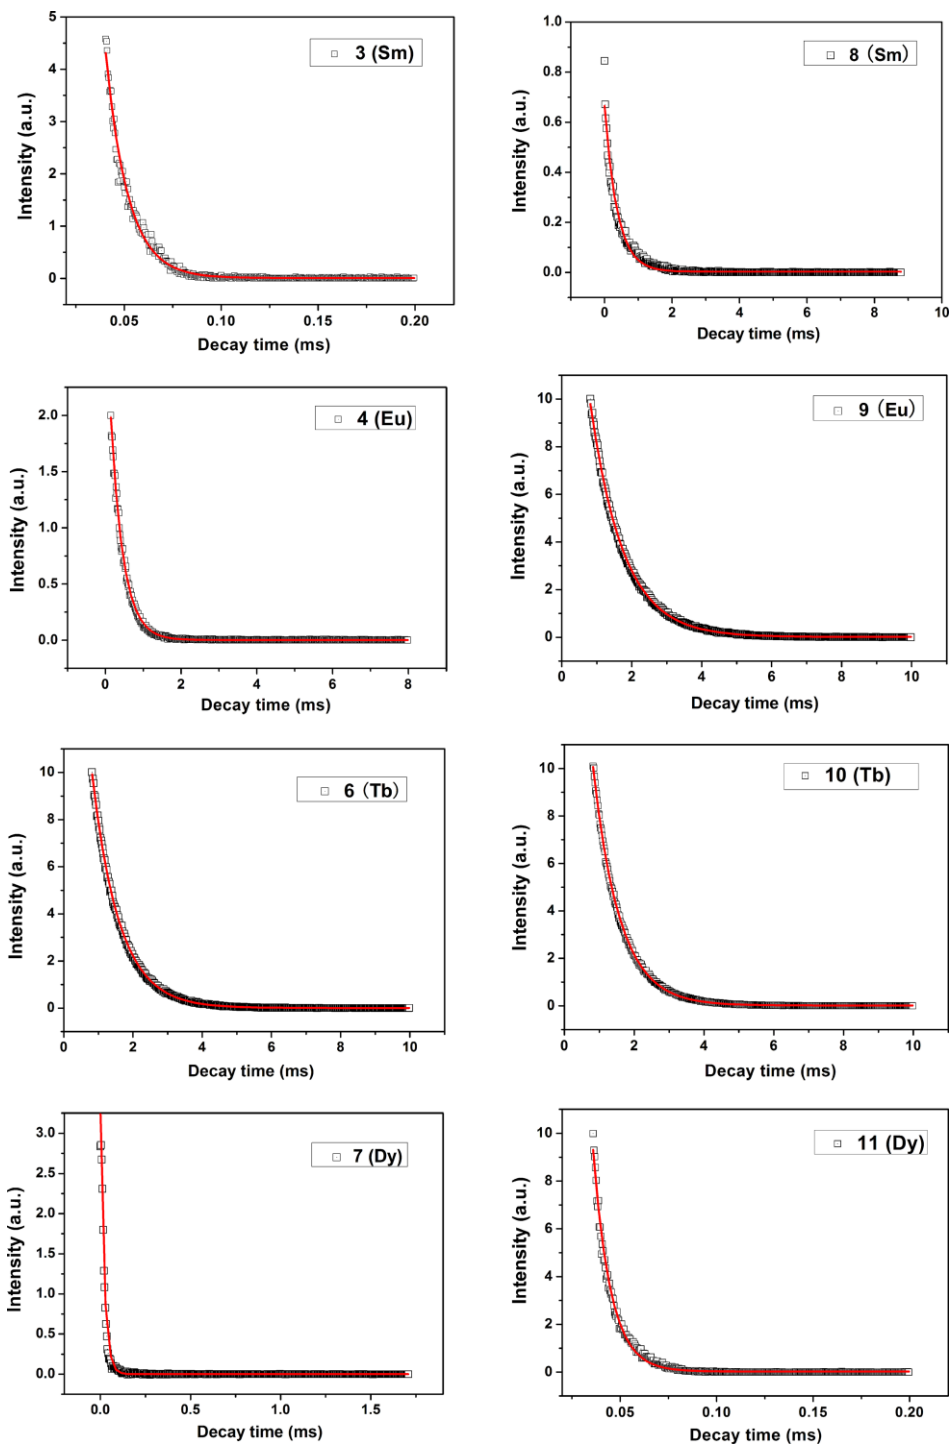 3 (Sm)
Intensity (a.u.)
5
4
3
2
1
0
0.05 0.10 0.15 0.20
Decay time (ms)
8 (Sm)
Intensity (a.u.)
1.0
0.8
0.6
0.4
0.2
0.0
0 2 4 6 8 10
Decay time (ms)
4 (Eu)
Intensity (a.u.)
2.0
1.5
1.0
0.5
0.0
0 2 4 6 8
Decay time (ms)
9 (Eu)
Intensity (a.u.)
10
8
6
4
2
0
0 2 4 6 8 10
Decay time (ms)
6 (Tb)
Intensity (a.u.)
10
8
6
4
2
0
0 2 4 6 8 10
Decay time (ms)
10 (Tb)
Intensity (a.u.)
10
8
6
4
2
0
0 2 4 6 8 10
Decay time (ms)
7 (Dy)
Intensity (a.u.)
3.0
2.5
2.0
1.5
1.0
0.5
0.0
0.0 0.5 1.0 1.5
Decay time (ms)
11 (Dy)
Intensity (a.u.)
10
8
6
4
2
0
0.05 0.10 0.15 0.20
Decay time (ms)